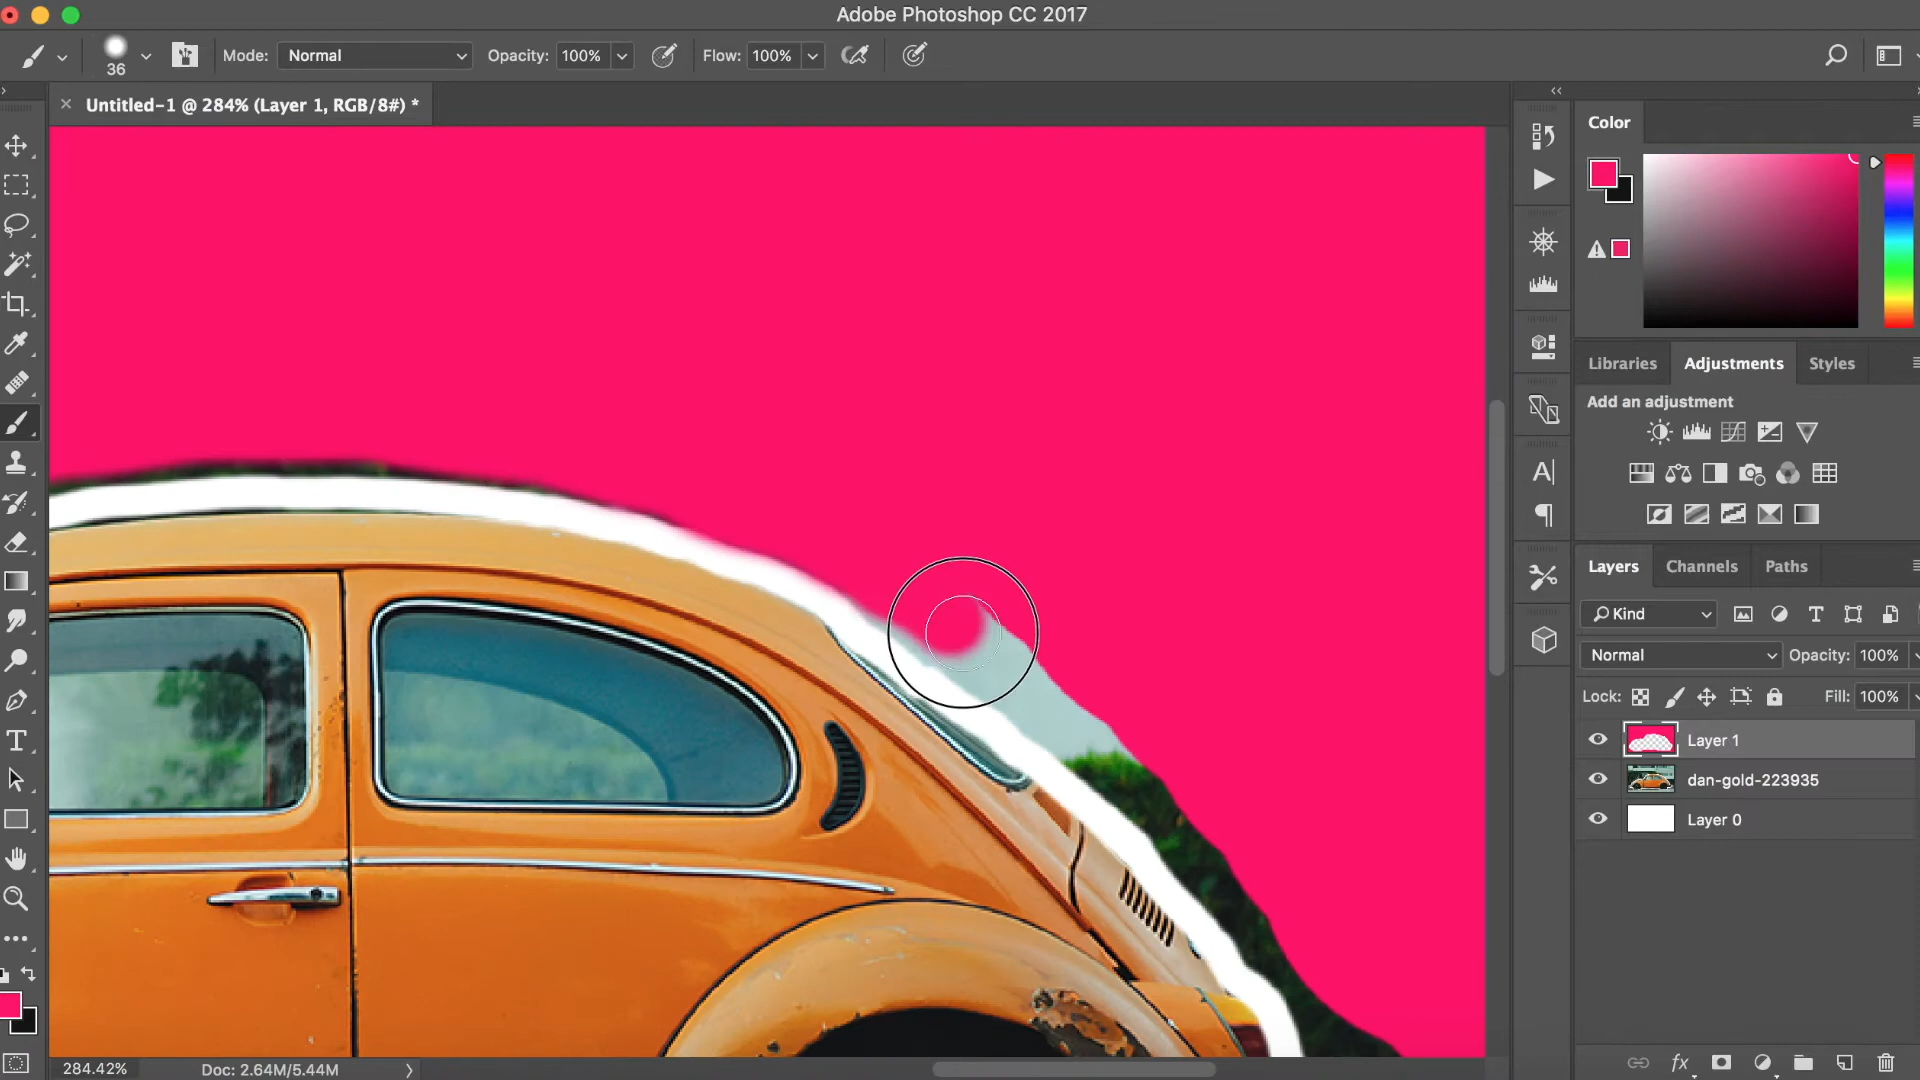 Adobe Photoshop CC 2017
36
Mode: Normal
Opacity: 100%
Flow: 100%
× Untitled-1 @ 284% (Layer 1, RGB/8#) *
Color
Libraries Adjustments Styles
Add an adjustment
Layers Channels Paths
Kind
Normal Opacity: 100%
Lock: Fill: 100%
Layer 1
dan-gold-223935
Layer 0
fx
284.42% Doc: 2.64M/5.44M